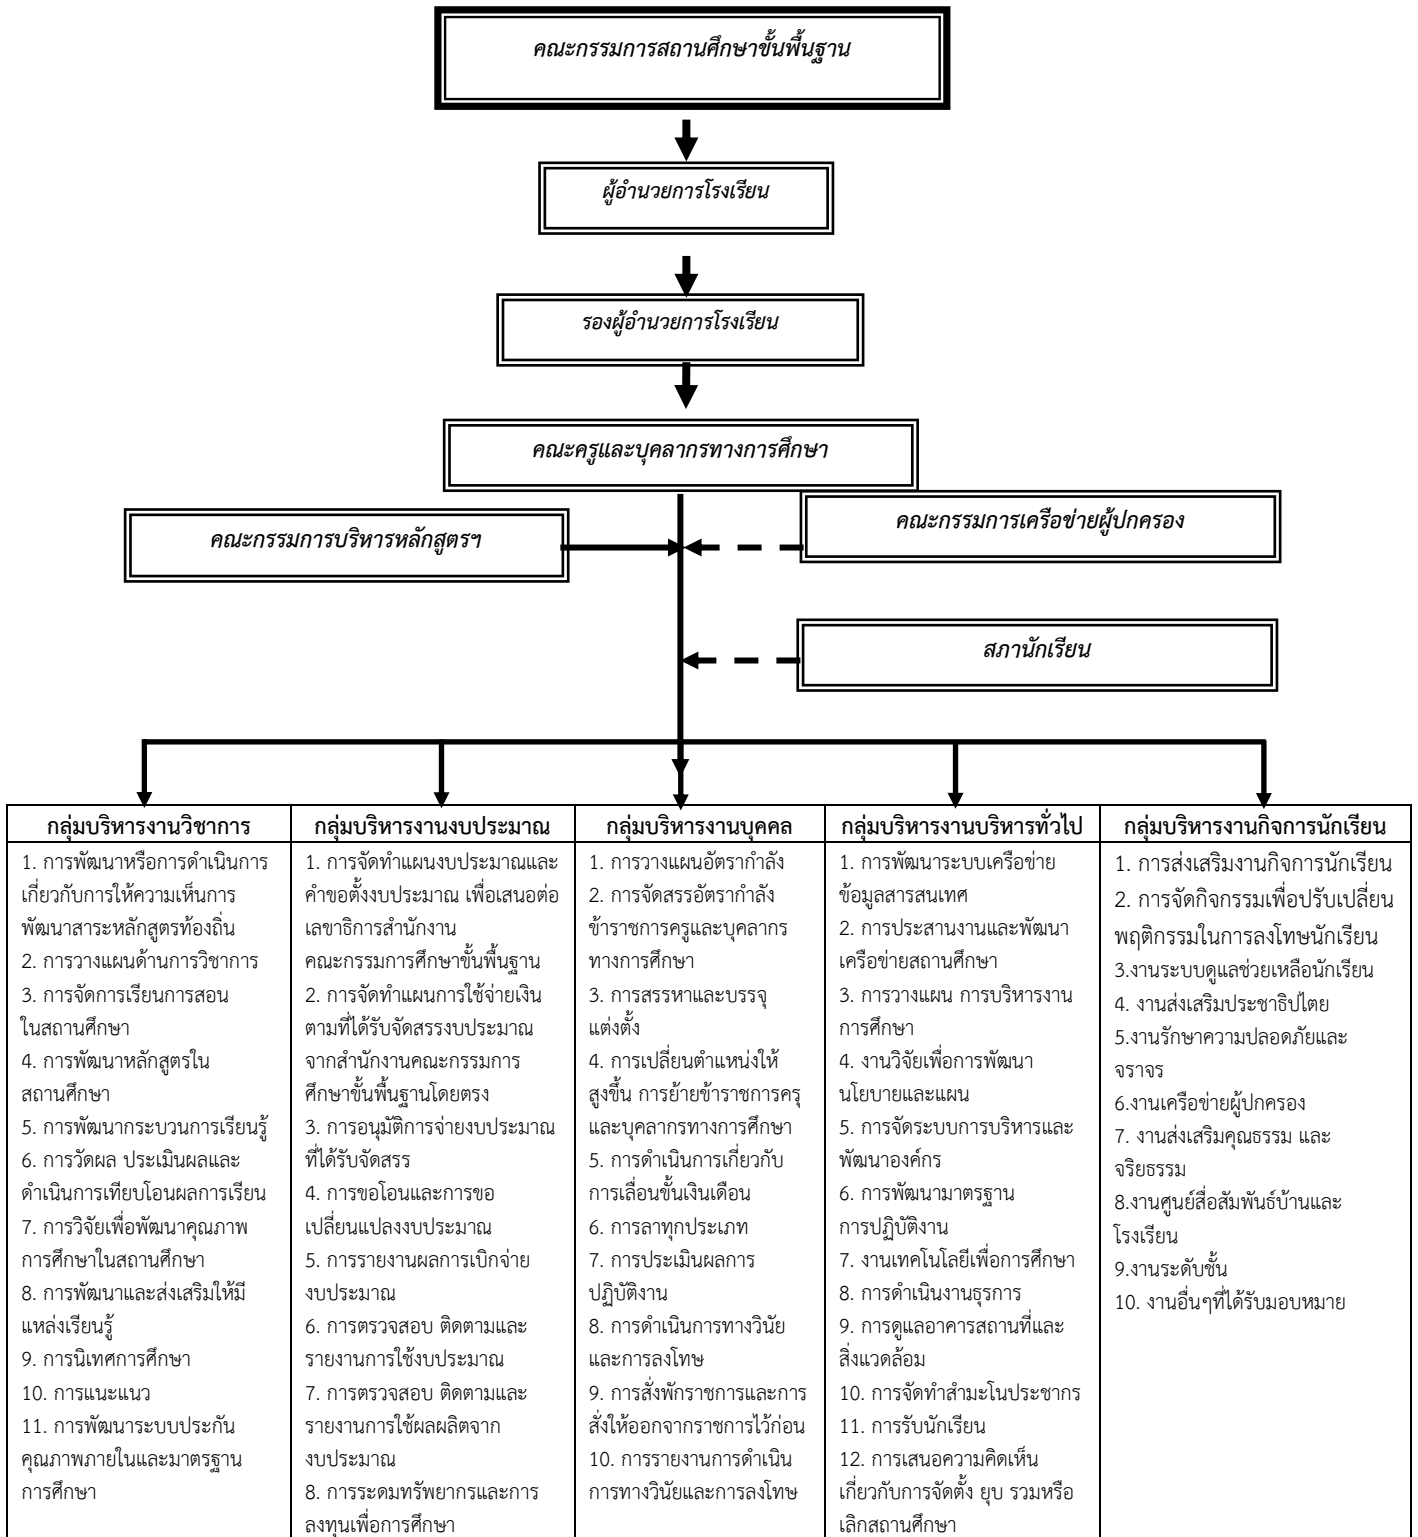 คณะกรรมการสถานศึกษาขั้นพื้นฐาน
ผู้อำนวยการโรงเรียน
รองผู้อำนวยการโรงเรียน
คณะครูและบุคลากรทางการศึกษา
คณะกรรมการบริหารหลักสูตรฯ
คณะกรรมการเครือข่ายผู้ปกครอง
สภานักเรียน
กลุ่มบริหารงานวิชาการ
1. การพัฒนาหรือการดำเนินการ
เกี่ยวกับการให้ความเห็นการ
พัฒนาสาระหลักสูตรท้องถิ่น
2. การวางแผนด้านการวิชาการ
3. การจัดการเรียนการสอน
ในสถานศึกษา
4. การพัฒนาหลักสูตรใน
สถานศึกษา
5. การพัฒนากระบวนการเรียนรู้
6. การวัดผล ประเมินผลและ
ดำเนินการเทียบโอนผลการเรียน
7. การวิจัยเพื่อพัฒนาคุณภาพ
การศึกษาในสถานศึกษา
8. การพัฒนาและส่งเสริมให้มี
แหล่งเรียนรู้
9. การนิเทศการศึกษา
10. การแนะแนว
11. การพัฒนาระบบประกัน
คุณภาพภายในและมาตรฐาน
การศึกษา
กลุ่มบริหารงานงบประมาณ
1. การจัดทำแผนงบประมาณและ
คำขอตั้งงบประมาณ เพื่อเสนอต่อ
เลขาธิการสำนักงาน
คณะกรรมการศึกษาขั้นพื้นฐาน
2. การจัดทำแผนการใช้จ่ายเงิน
ตามที่ได้รับจัดสรรงบประมาณ
จากสำนักงานคณะกรรมการ
ศึกษาขั้นพื้นฐานโดยตรง
3. การอนุมัติการจ่ายงบประมาณ
ที่ได้รับจัดสรร
4. การขอโอนและการขอ
เปลี่ยนแปลงงบประมาณ
5. การรายงานผลการเบิกจ่าย
งบประมาณ
6. การตรวจสอบ ติดตามและ
รายงานการใช้งบประมาณ
7. การตรวจสอบ ติดตามและ
รายงานการใช้ผลผลิตจาก
งบประมาณ
8. การระดมทรัพยากรและการ
ลงทุนเพื่อการศึกษา
กลุ่มบริหารงานบุคคล
1. การวางแผนอัตรากำลัง
2. การจัดสรรอัตรากำลัง
ข้าราชการครูและบุคลากร
ทางการศึกษา
3. การสรรหาและบรรจุ
แต่งตั้ง
4. การเปลี่ยนตำแหน่งให้
สูงขึ้น การย้ายข้าราชการครุ
และบุคลากรทางการศึกษา
5. การดำเนินการเกี่ยวกับ
การเลื่อนขั้นเงินเดือน
6. การลาทุกประเภท
7. การประเมินผลการ
ปฏิบัติงาน
8. การดำเนินการทางวินัย
และการลงโทษ
9. การสั่งพักราชการและการ
สั่งให้ออกจากราชการไว้ก่อน
10. การรายงานการดำเนิน
การทางวินัยและการลงโทษ
กลุ่มบริหารงานบริหารทั่วไป
1. การพัฒนาระบบเครือข่าย
ข้อมูลสารสนเทศ
2. การประสานงานและพัฒนา
เครือข่ายสถานศึกษา
3. การวางแผน การบริหารงาน
การศึกษา
4. งานวิจัยเพื่อการพัฒนา
นโยบายและแผน
5. การจัดระบบการบริหารและ
พัฒนาองค์กร
6. การพัฒนามาตรฐาน
การปฏิบัติงาน
7. งานเทคโนโลยีเพื่อการศึกษา
8. การดำเนินงานธุรการ
9. การดูแลอาคารสถานที่และ
สิ่งแวดล้อม
10. การจัดทำสำมะโนประชากร
11. การรับนักเรียน
12. การเสนอความคิดเห็น
เกี่ยวกับการจัดตั้ง ยุบ รวมหรือ
เลิกสถานศึกษา
กลุ่มบริหารงานกิจการนักเรียน
1. การส่งเสริมงานกิจการนักเรียน
2. การจัดกิจกรรมเพื่อปรับเปลี่ยน
พฤติกรรมในการลงโทษนักเรียน
3.งานระบบดูแลช่วยเหลือนักเรียน
4. งานส่งเสริมประชาธิปไตย
5.งานรักษาความปลอดภัยและ
จราจร
6.งานเครือข่ายผู้ปกครอง
7. งานส่งเสริมคุณธรรม และ
จริยธรรม
8.งานศูนย์สื่อสัมพันธ์บ้านและ
โรงเรียน
9.งานระดับชั้น
10. งานอื่นๆที่ได้รับมอบหมาย